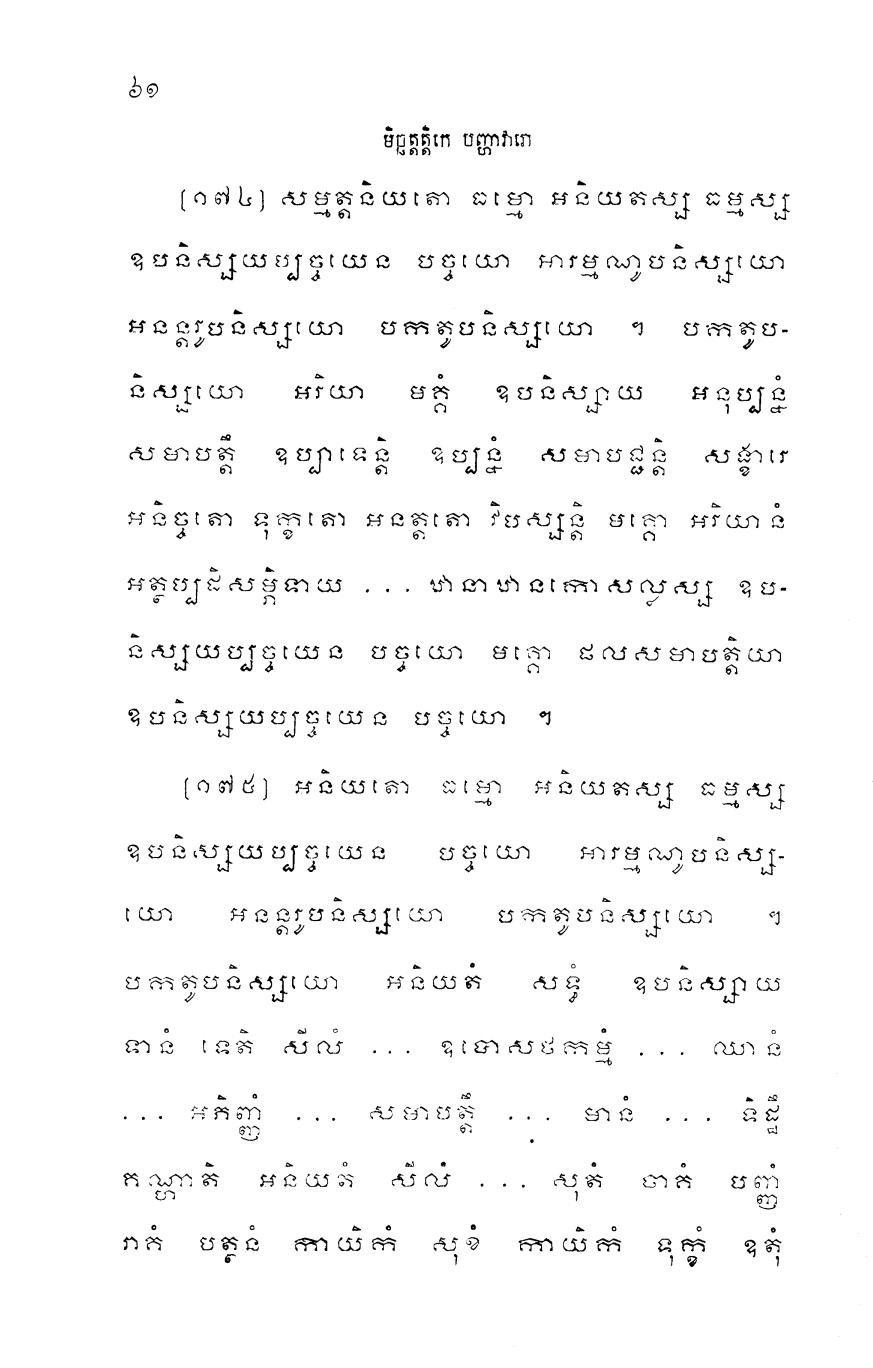 ៦១
មិច្ឆត្តត្តិកេ បញ្ហាវារោ
[១៧៤] សម្មត្តនិយតោ ធម្មោ អនិយតស្ស ធម្មស្ស
ឧបនិស្សយប្បច្ចយេន បច្ចយោ អារម្មណូបនិស្សយោ
អនន្តរូបនិស្សយោ បកតូបនិស្សយោ ។ បកតូប-
និស្សយោ អរិយា មគ្គំ ឧបនិស្សាយ អនុប្បន្នំ
សមាបត្តឹ ឧប្បាទេន្តិ ឧប្បន្នំ សមាបជ្ជន្តិ សង្ខារេ
អនិច្ចតោ ទុក្ខតោ អនត្តតោ វិបស្សន្តិ មគ្គោ អរិយានំ
អត្ថប្បដិសម្ភិទាយ ... ឋានាឋានកោសល្លស្ស ឧប-
និស្សយប្បច្ចយេន បច្ចយោ មគ្គោ ផលសមាបត្តិយា
ឧបនិស្សយប្បច្ចយេន បច្ចយោ ។
[១៧៥] អនិយតោ ធម្មោ អនិយតស្ស ធម្មស្ស
ឧបនិស្សយប្បច្ចយេន បច្ចយោ អារម្មណូបនិស្ស-
យោ អនន្តរូបនិស្សយោ បកតូបនិស្សយោ ។
បកតូបនិស្សយោ អនិយតំ សទ្ធំ ឧបនិស្សាយ
ទានំ ទេតិ សីលំ ... ឧបោសថកម្មំ ... ឈានំ
... អភិញ្ញំ ... សមាបត្តឹ ... មានំ ... ទិដ្ឋឹ
គណ្ហាតិ អនិយតំ សីលំ ... សុតំ ចាគំ បញ្ញំ
រាគំ បត្ថនំ កាយិកំ សុខំ កាយិកំ ទុក្ខំ ឧតុំ